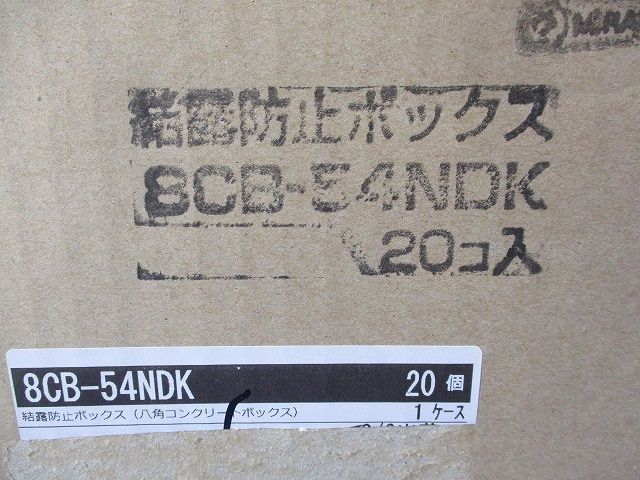 結露防止ボックス
8CB-54NDK
20コ入
8CB-54NDK 20 個
結露防止ボックス (八角コンクリートボックス) 1 ケース